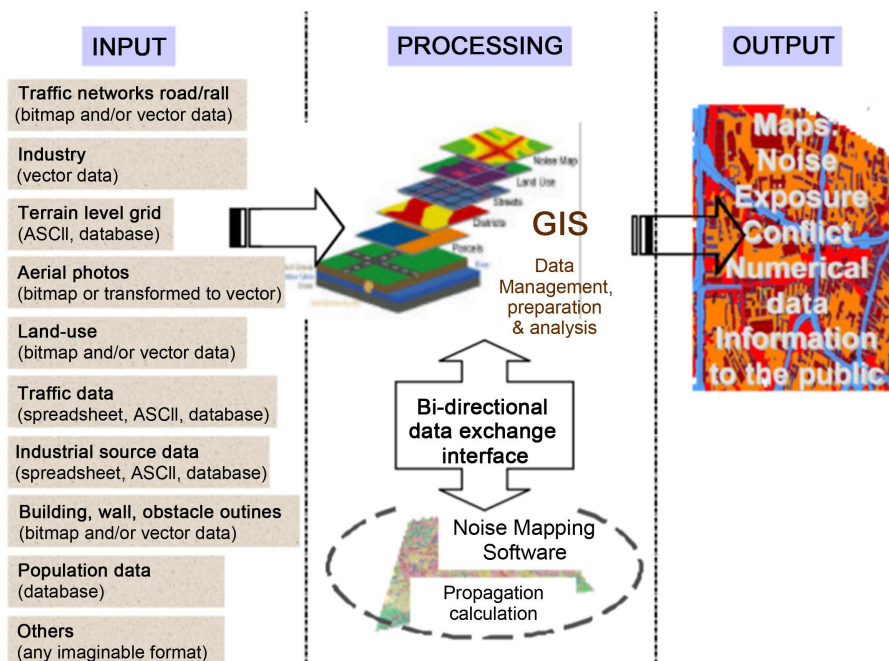 INPUT
PROCESSING
OUTPUT
Traffic networks road/rall
(bitmap and/or vector data)
Industry
(vector data)
Terrain level grid
(ASCll, database)
Aerial photos
(bitmap or transformed to vector)
Land-use
(bitmap and/or vector data)
Traffic data
(spreadsheet, ASCll, database)
Industrial source data
(spreadsheet, ASCll, database)
Building, wall, obstacle outines
(bitmap and/or vector data)
Population data
(database)
Others
(any imaginable format)
Noise Map
Land Use
Streets
Districts
Parcels
GIS
Data
Management,
preparation
& analysis
Bi-directional
data exchange
interface
Noise Mapping
Software
Propagation
calculation
Maps:
Noise
Exposure
Conflict
Numerical
data
Information
to the public